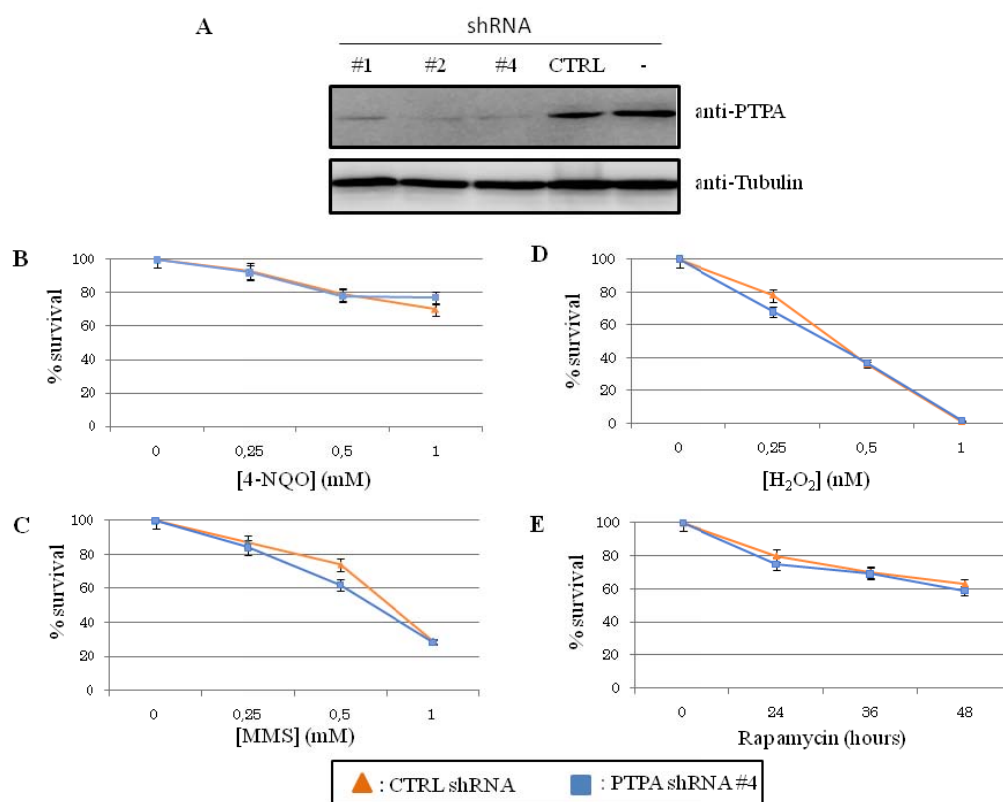 A
shRNA
#1 #2 #4 CTRL -
anti-PTPA
anti-Tubulin
B
% survival
100
80
60
40
20
0
0 0,25 0,5 1
[4-NQO] (mM)
D
% survival
100
80
60
40
20
0
0 0,25 0,5 1
[H₂O₂] (nM)
C
% survival
100
80
60
40
20
0
0 0,25 0,5 1
[MMS] (mM)
E
% survival
100
80
60
40
20
0
0 24 36 48
Rapamycin (hours)
: CTRL shRNA : PTPA shRNA #4